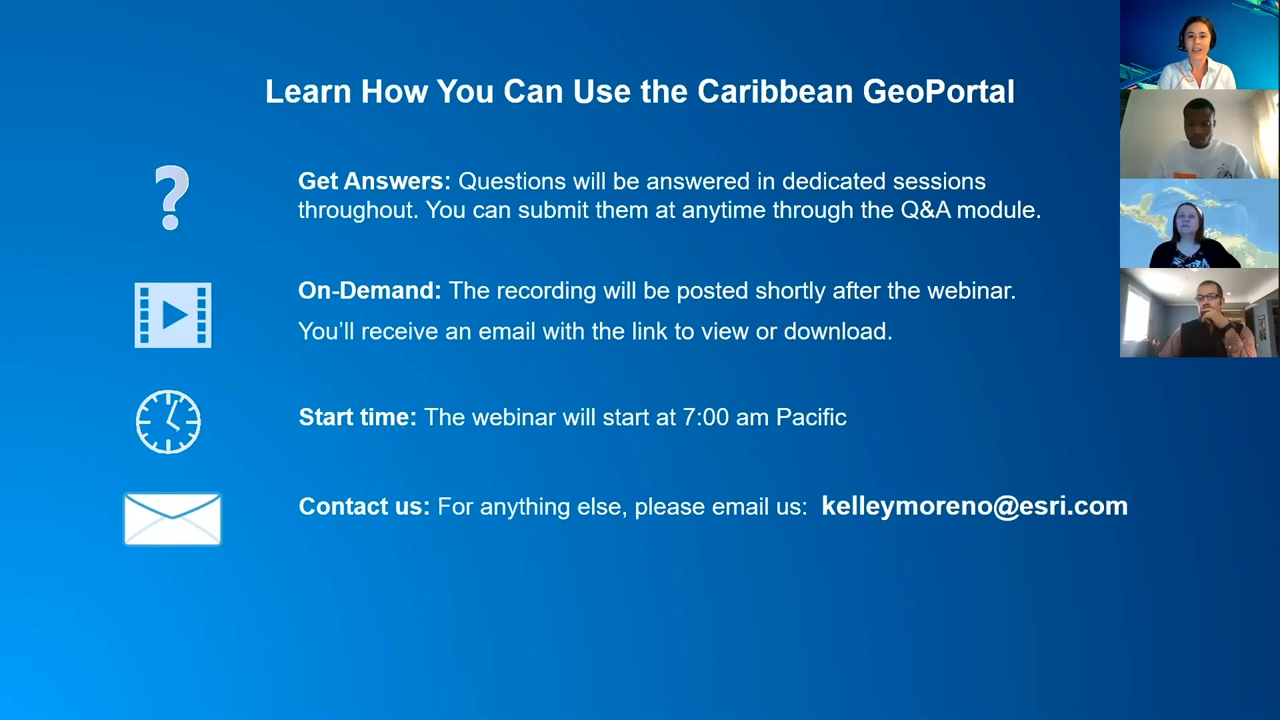 Learn How You Can Use the Caribbean GeoPortal
Get Answers: Questions will be answered in dedicated sessions
throughout. You can submit them at anytime through the Q&A module.
On-Demand: The recording will be posted shortly after the webinar.
You’ll receive an email with the link to view or download.
Start time: The webinar will start at 7:00 am Pacific
Contact us: For anything else, please email us: kelleymoreno@esri.com